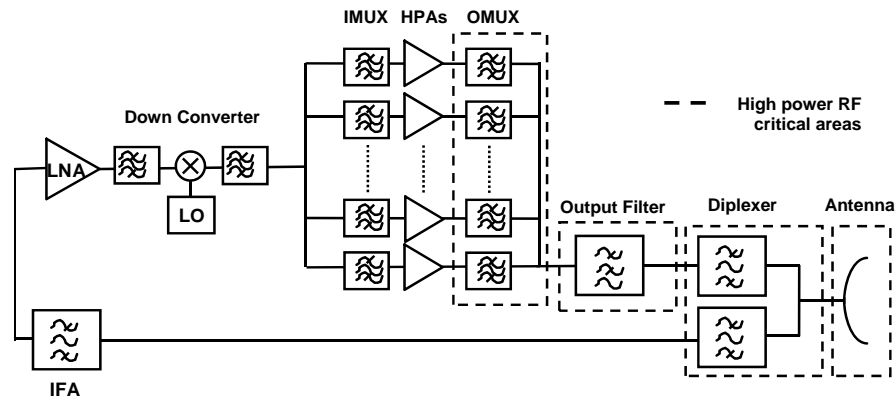 IMUX HPAs OMUX
Down Converter
High power RF
critical areas
LNA
LO
Output Filter
Diplexer
Antenna
IFA